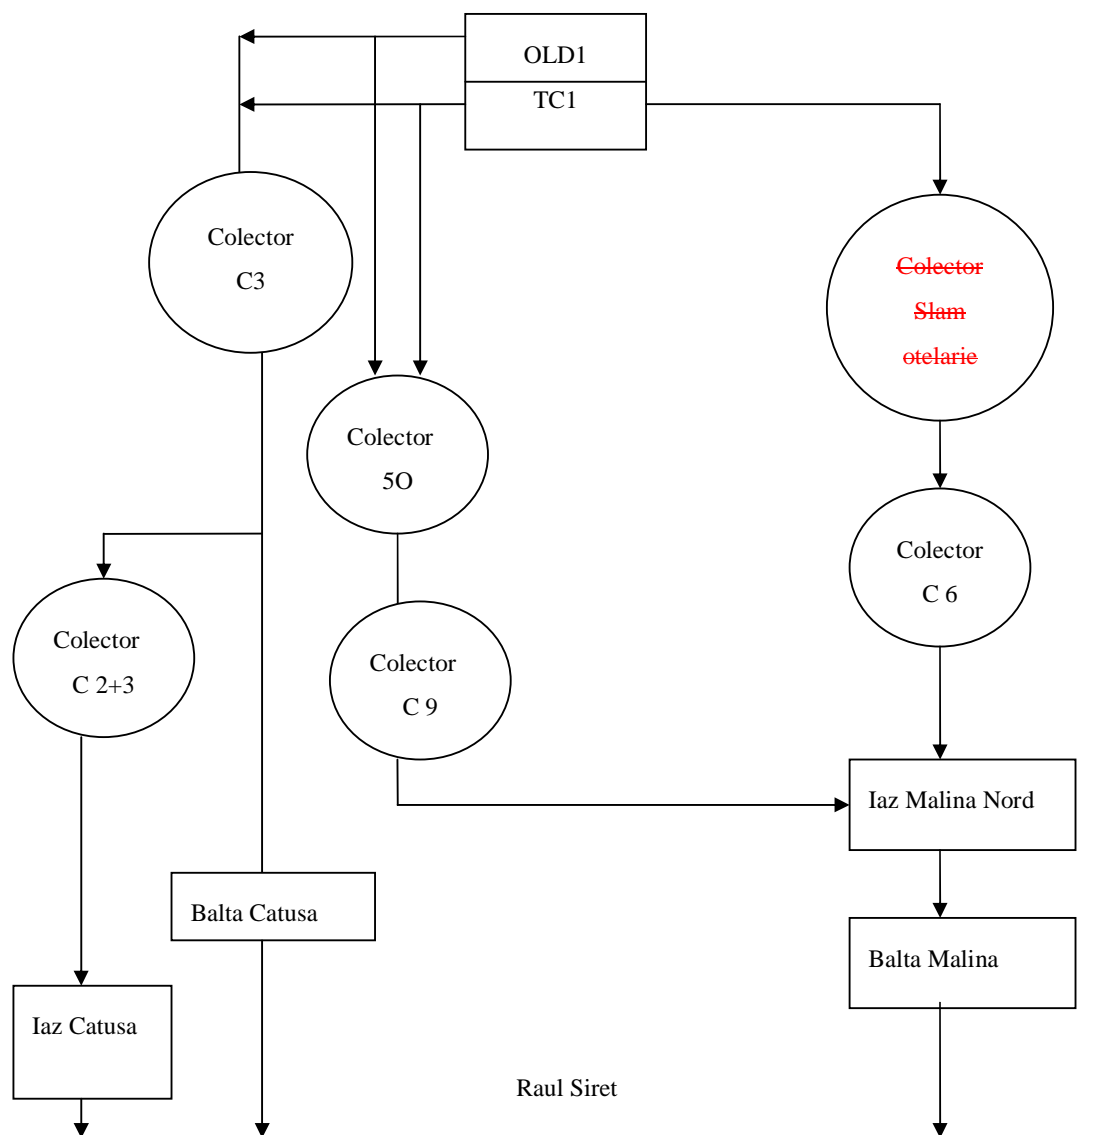 OLD1
TC1
Colector
C3
Colector
Slam
otelarie
Colector
5O
Colector
C 6
Colector
C 2+3
Colector
C 9
Iaz Malina Nord
Balta Catusa
Balta Malina
Iaz Catusa
Raul Siret